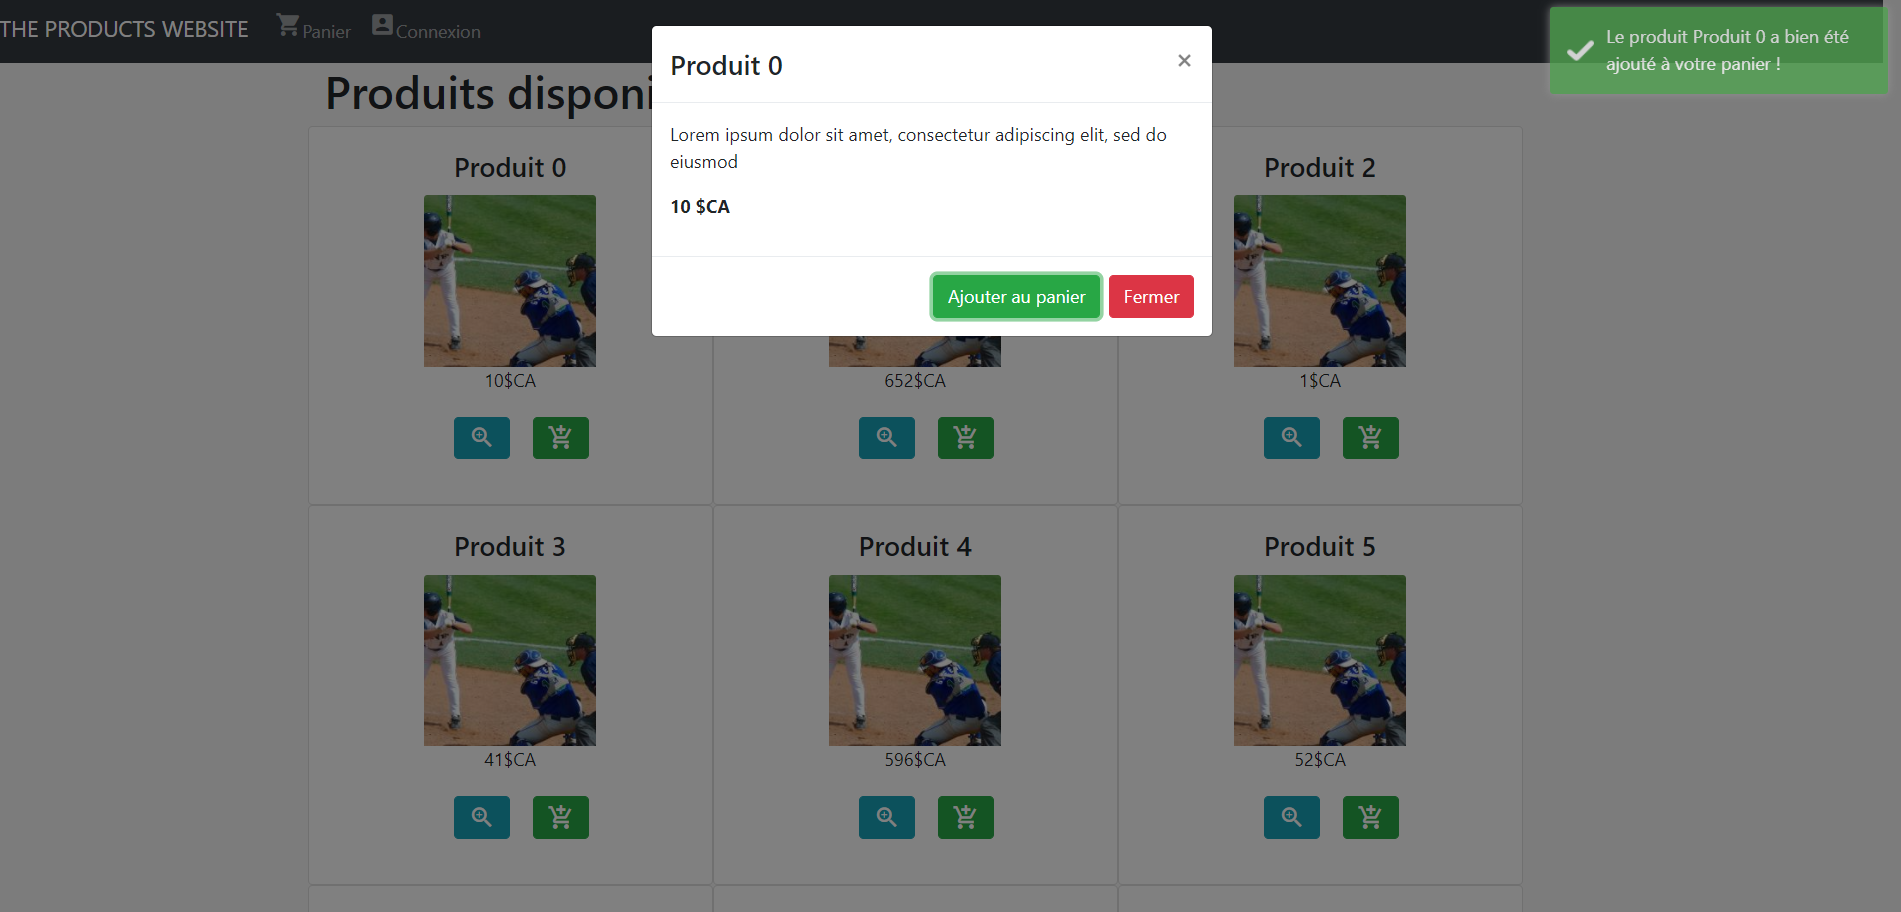 THE PRODUCTS WEBSITE Panier Connexion
Le produit Produit 0 a bien été
ajouté à votre panier !
Produits disponi
Produit 0
×
Lorem ipsum dolor sit amet, consectetur adipiscing elit, sed do
eiusmod
10 $CA
Ajouter au panier Fermer
Produit 0
10$CA
652$CA
Produit 2
1$CA
Produit 3
41$CA
Produit 4
596$CA
Produit 5
52$CA